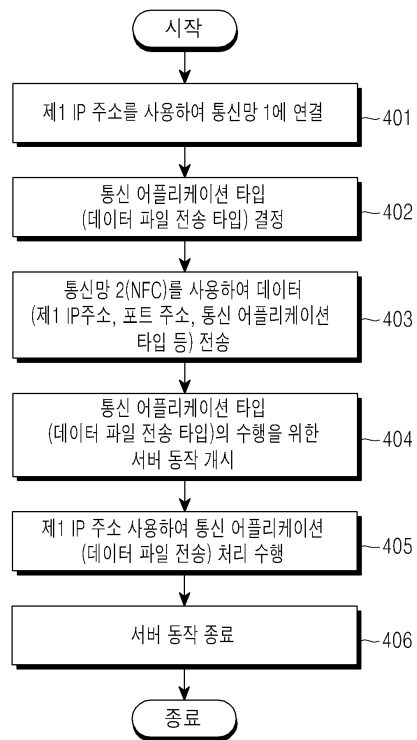 시작
제1 IP 주소를 사용하여 통신망 1에 연결
401
통신 어플리케이션 타입
(데이터 파일 전송 타입) 결정
402
통신망 2(NFC)를 사용하여 데이터
(제1 IP주소, 포트 주소, 통신 어플리케이션
타입 등) 전송
403
통신 어플리케이션 타입
(데이터 파일 전송 타입)의 수행을 위한
서버 동작 개시
404
제1 IP 주소 사용하여 통신 어플리케이션
(데이터 파일 전송) 처리 수행
405
서버 동작 종료
406
종료